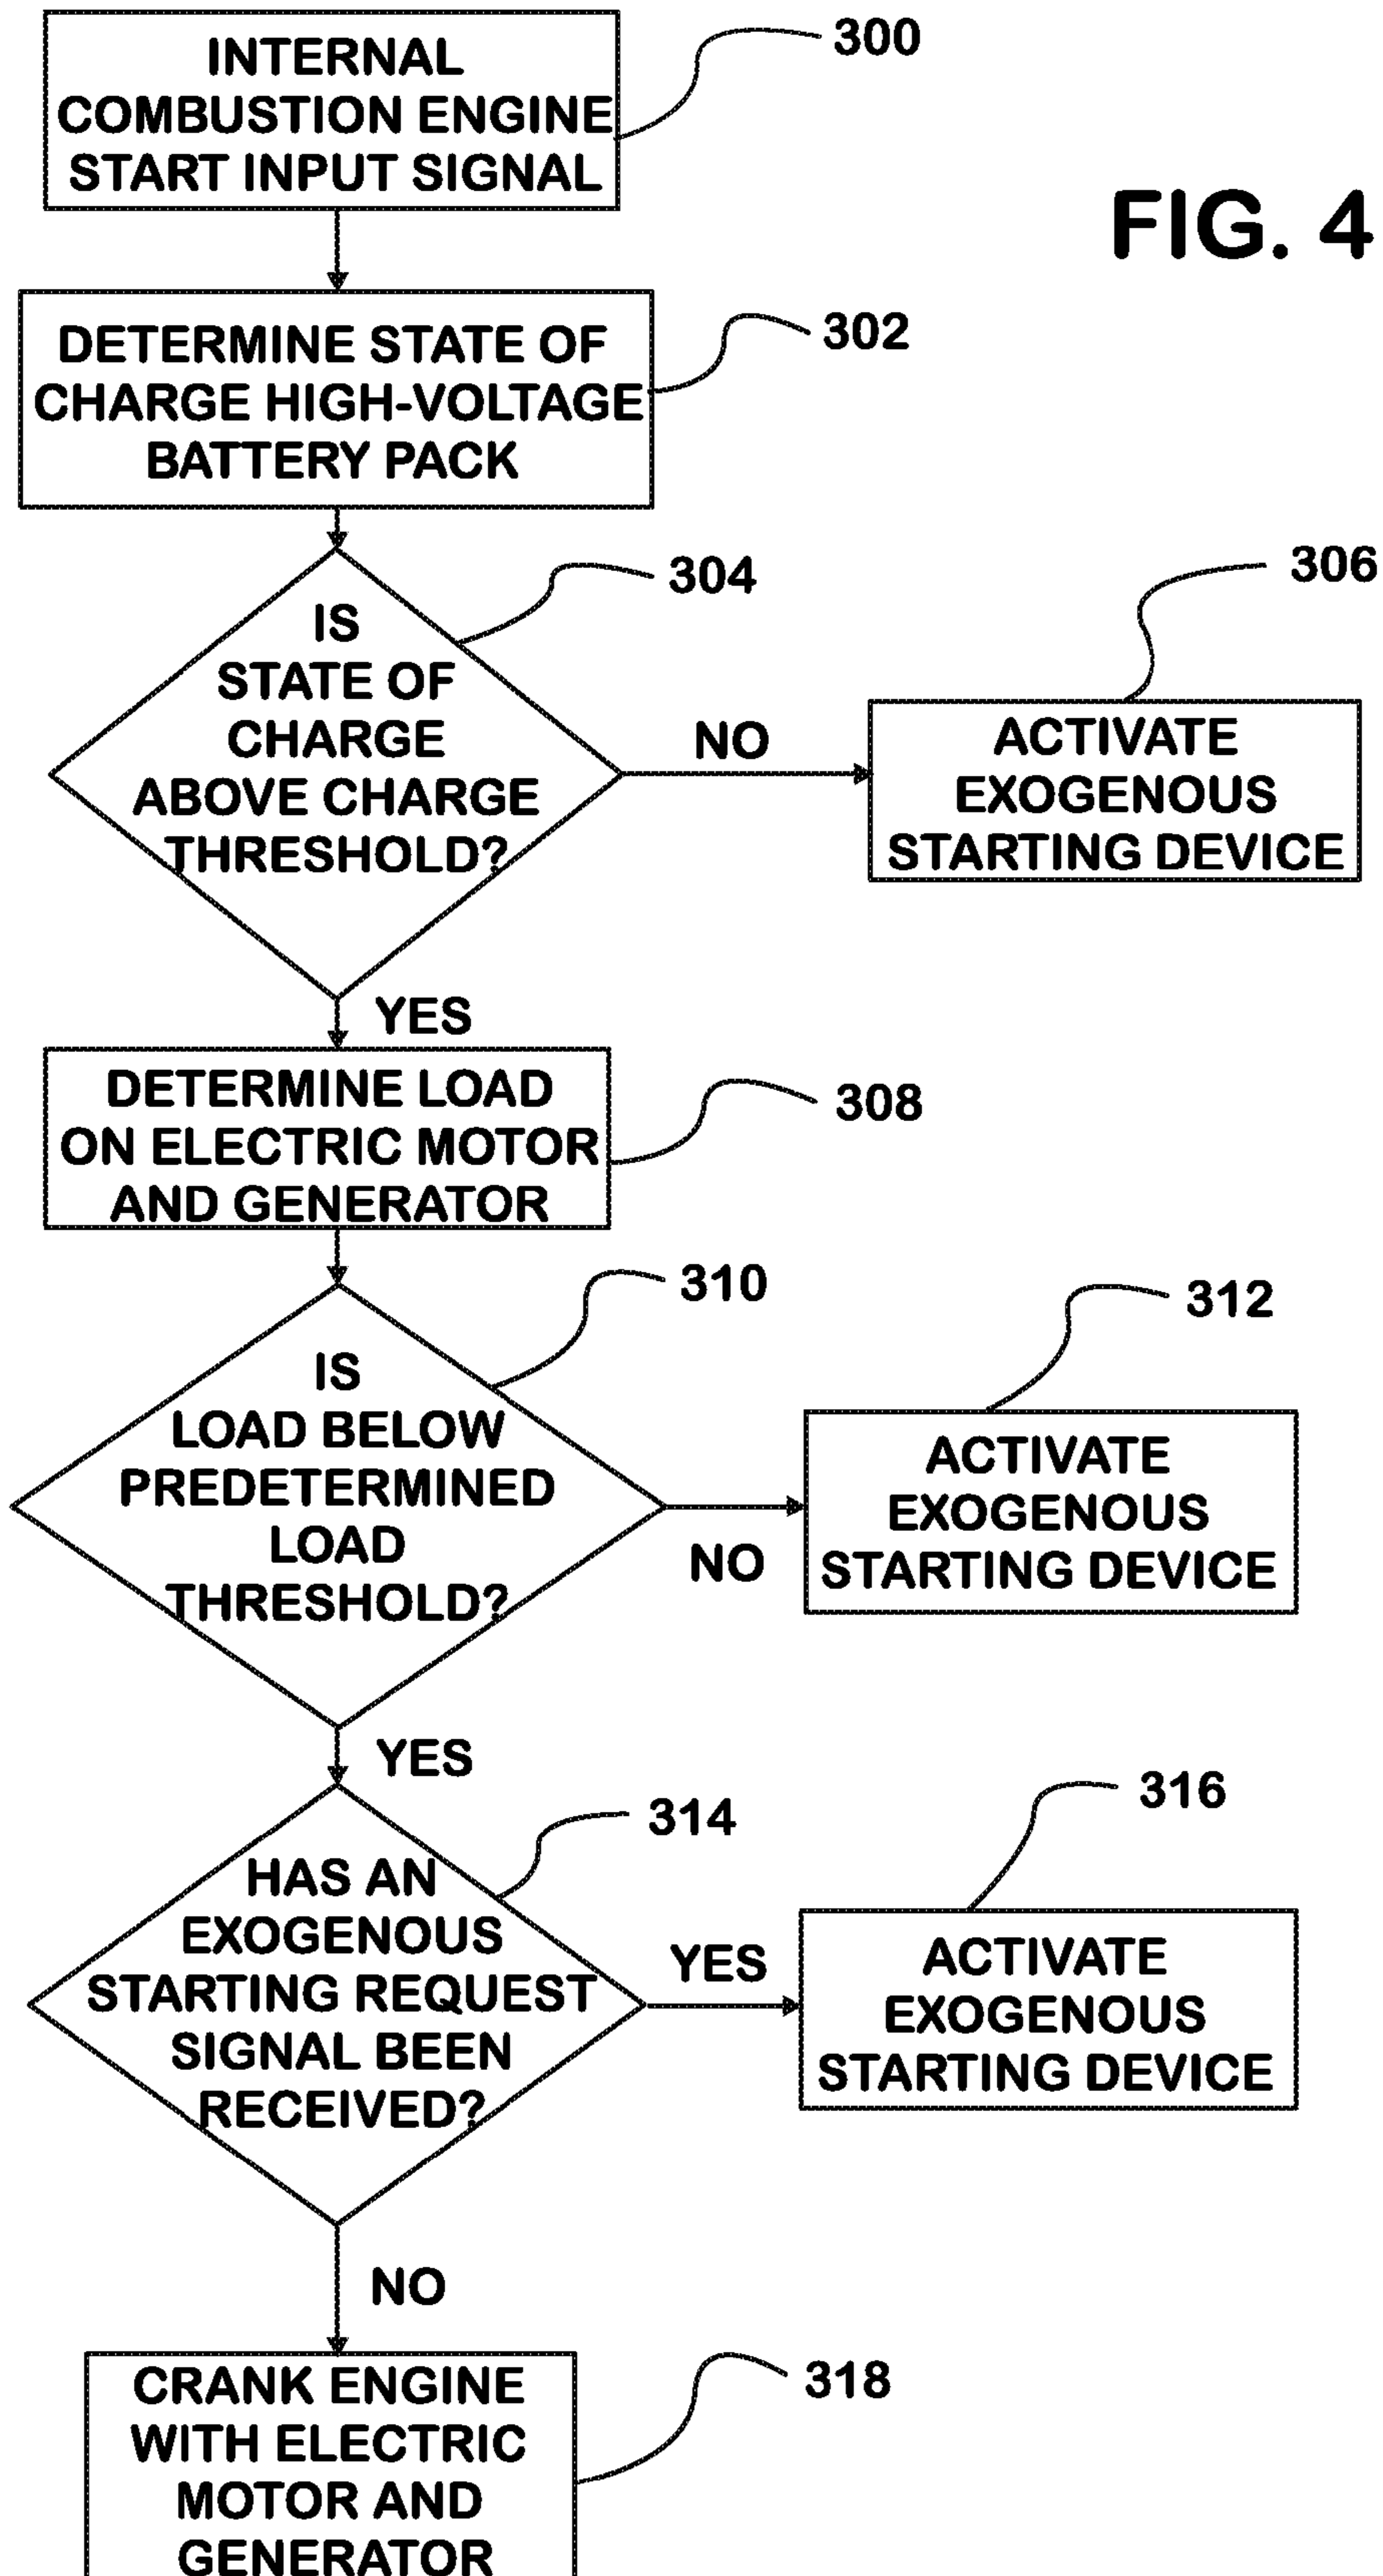 INTERNAL
COMBUSTION ENGINE
START INPUT SIGNAL
300
FIG. 4
DETERMINE STATE OF
CHARGE HIGH-VOLTAGE
BATTERY PACK
302
IS
STATE OF
CHARGE
ABOVE CHARGE
THRESHOLD?
304
NO
306
ACTIVATE
EXOGENOUS
STARTING DEVICE
YES
DETERMINE LOAD
ON ELECTRIC MOTOR
AND GENERATOR
308
IS
LOAD BELOW
PREDETERMINED
LOAD
THRESHOLD?
310
NO
312
ACTIVATE
EXOGENOUS
STARTING DEVICE
YES
HAS AN
EXOGENOUS
STARTING REQUEST
SIGNAL BEEN
RECEIVED?
314
YES
316
ACTIVATE
EXOGENOUS
STARTING DEVICE
NO
CRANK ENGINE
WITH ELECTRIC
MOTOR AND
GENERATOR
318